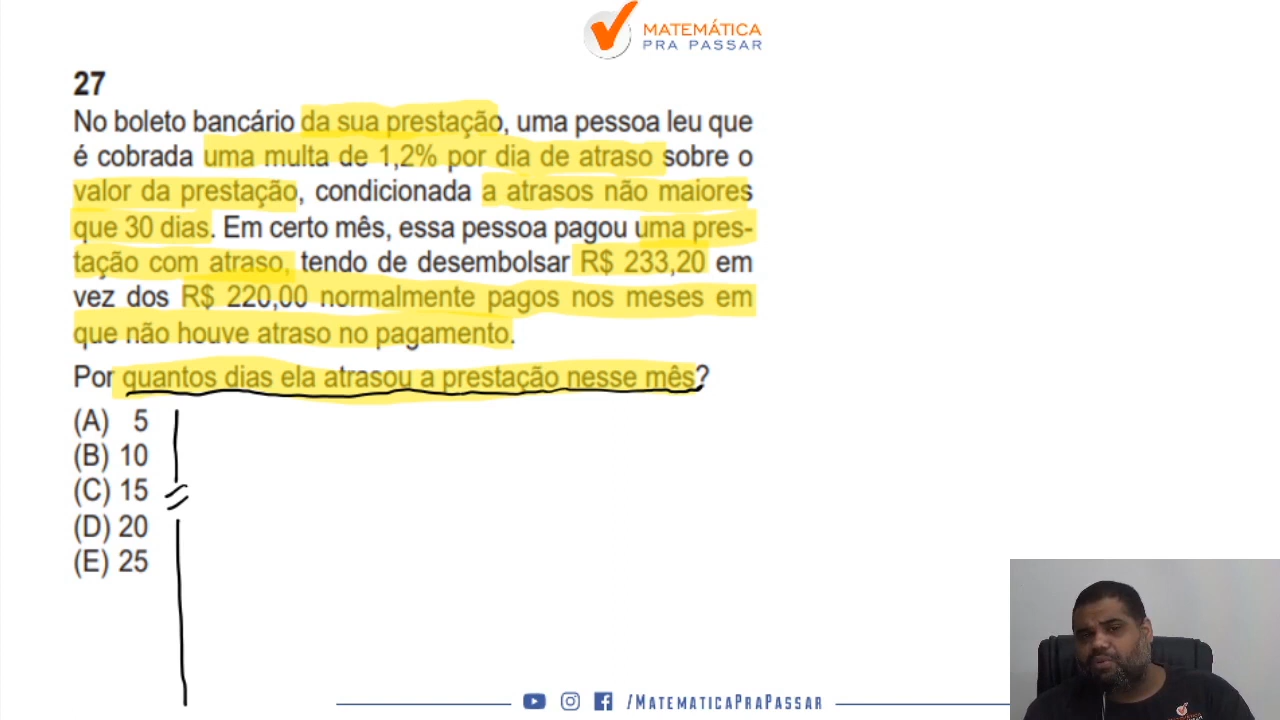 MATEMÁTICA
PRA PASSAR
27
No boleto bancário da sua prestação, uma pessoa leu que
é cobrada uma multa de 1,2% por dia de atraso sobre o
valor da prestação, condicionada a atrasos não maiores
que 30 dias. Em certo mês, essa pessoa pagou uma pres-
tação com atraso, tendo de desembolsar R$ 233,20 em
vez dos R$ 220,00 normalmente pagos nos meses em
que não houve atraso no pagamento.
Por quantos dias ela atrasou a prestação nesse mês?
(A) 5
(B) 10
(C) 15
(D) 20
(E) 25
/MATEMATICAPRAPASSAR